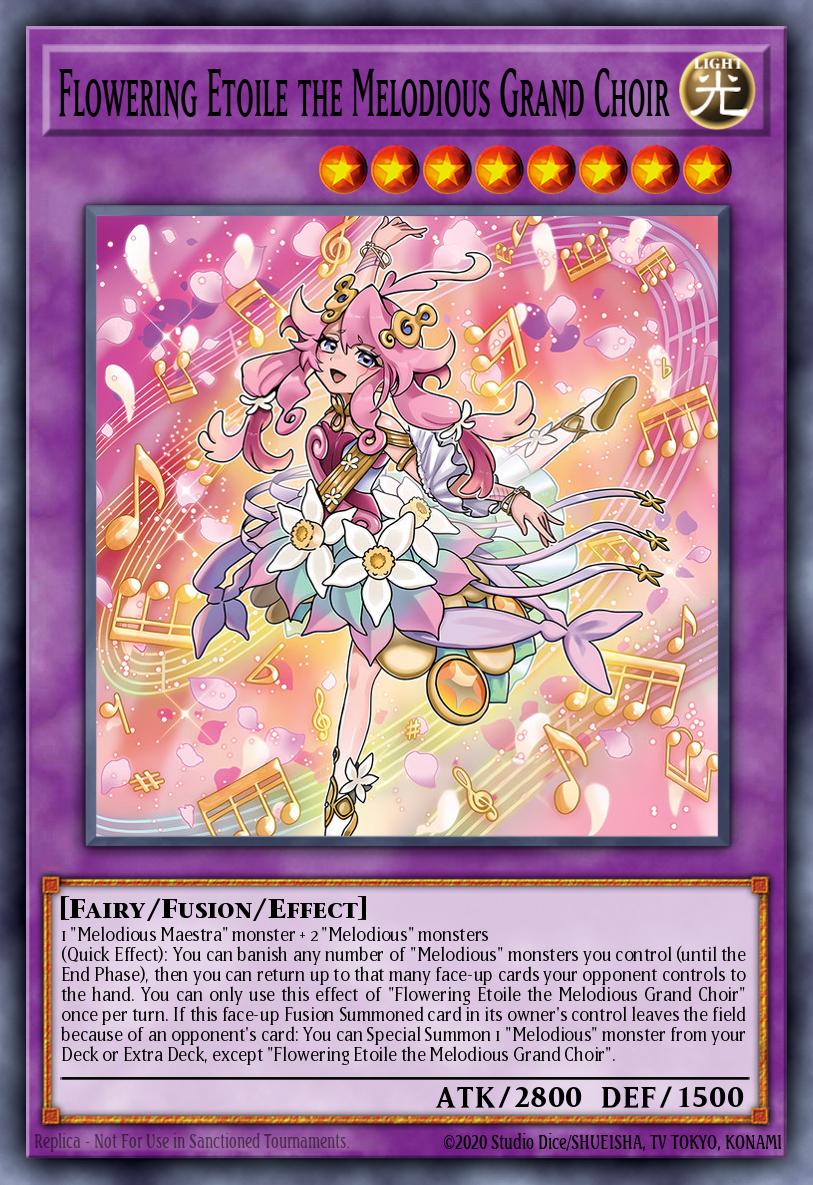 Flowering Etoile the Melodious Grand Choir
LIGHT
光
[Fairy/Fusion/Effect]
1 "Melodious Maestra" monster + 2 "Melodious" monsters
(Quick Effect): You can banish any number of "Melodious" monsters you control (until the
End Phase), then you can return up to that many face-up cards your opponent controls to
the hand. You can only use this effect of "Flowering Etoile the Melodious Grand Choir"
once per turn. If this face-up Fusion Summoned card in its owner's control leaves the field
because of an opponent's card: You can Special Summon 1 "Melodious" monster from your
Deck or Extra Deck, except "Flowering Etoile the Melodious Grand Choir".
ATK/2800 DEF/1500
Replica - Not For Use in Sanctioned Tournaments.
©2020 Studio Dice/SHUEISHA, TV TOKYO, KONAMI